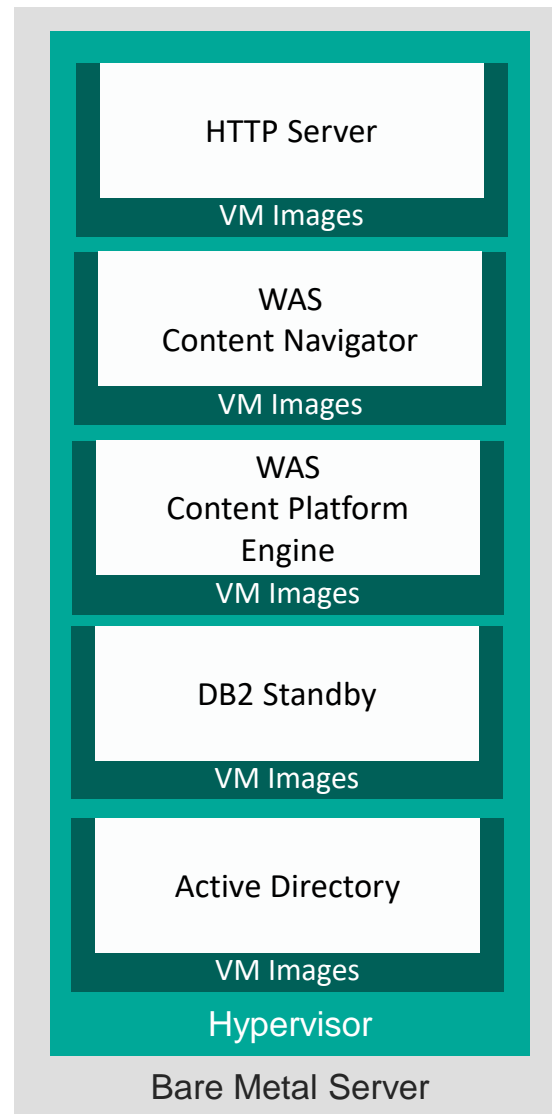 HTTP Server
VM Images
WAS
Content Navigator
VM Images
WAS
Content Platform
Engine
VM Images
DB2 Standby
VM Images
Active Directory
VM Images
Hypervisor
Bare Metal Server